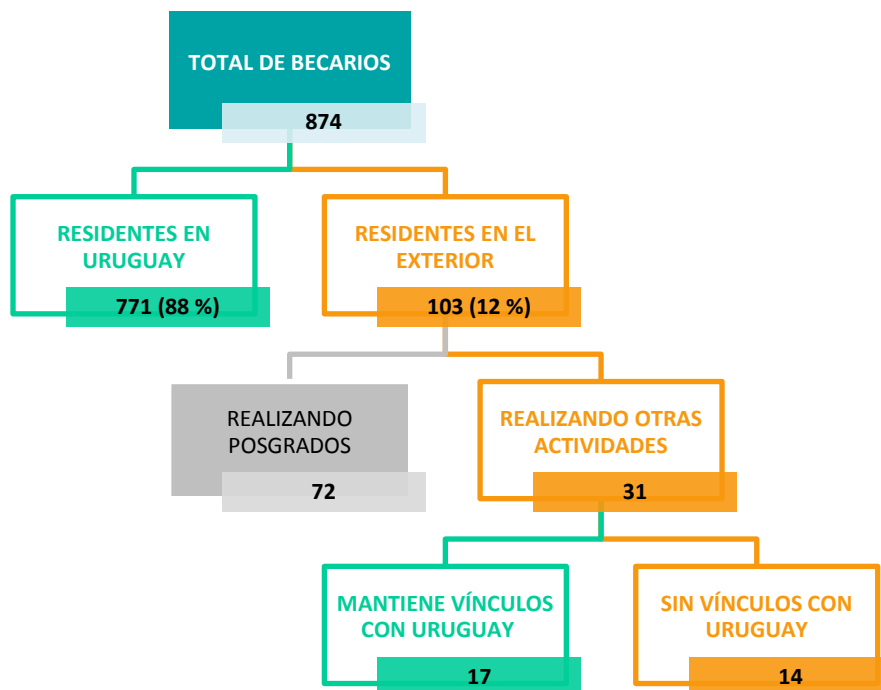 TOTAL DE BECARIOS
874
RESIDENTES EN
URUGUAY
771 (88 %)
RESIDENTES EN EL
EXTERIOR
103 (12 %)
REALIZANDO
POSGRADOS
72
REALIZANDO OTRAS
ACTIVIDADES
31
MANTIENE VÍNCULOS
CON URUGUAY
17
SIN VÍNCULOS CON
URUGUAY
14